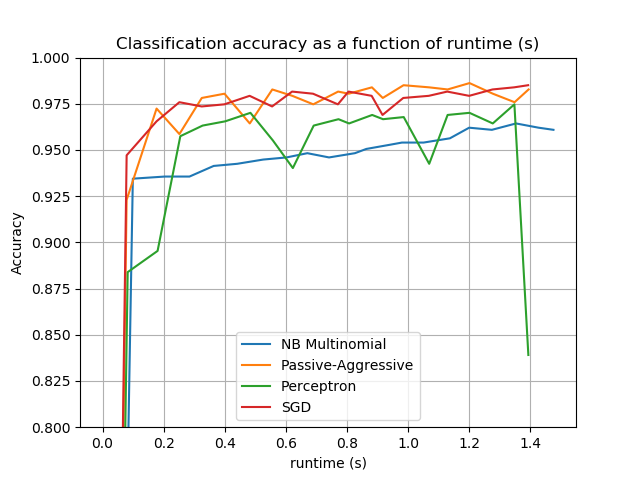 Classification accuracy as a function of runtime (s)
1.000
0.975
0.950
0.925
0.900
0.875
0.850
0.825
0.800
Accuracy
NB Multinomial
Passive-Aggressive
Perceptron
SGD
0.0 0.2 0.4 0.6 0.8 1.0 1.2 1.4
runtime (s)